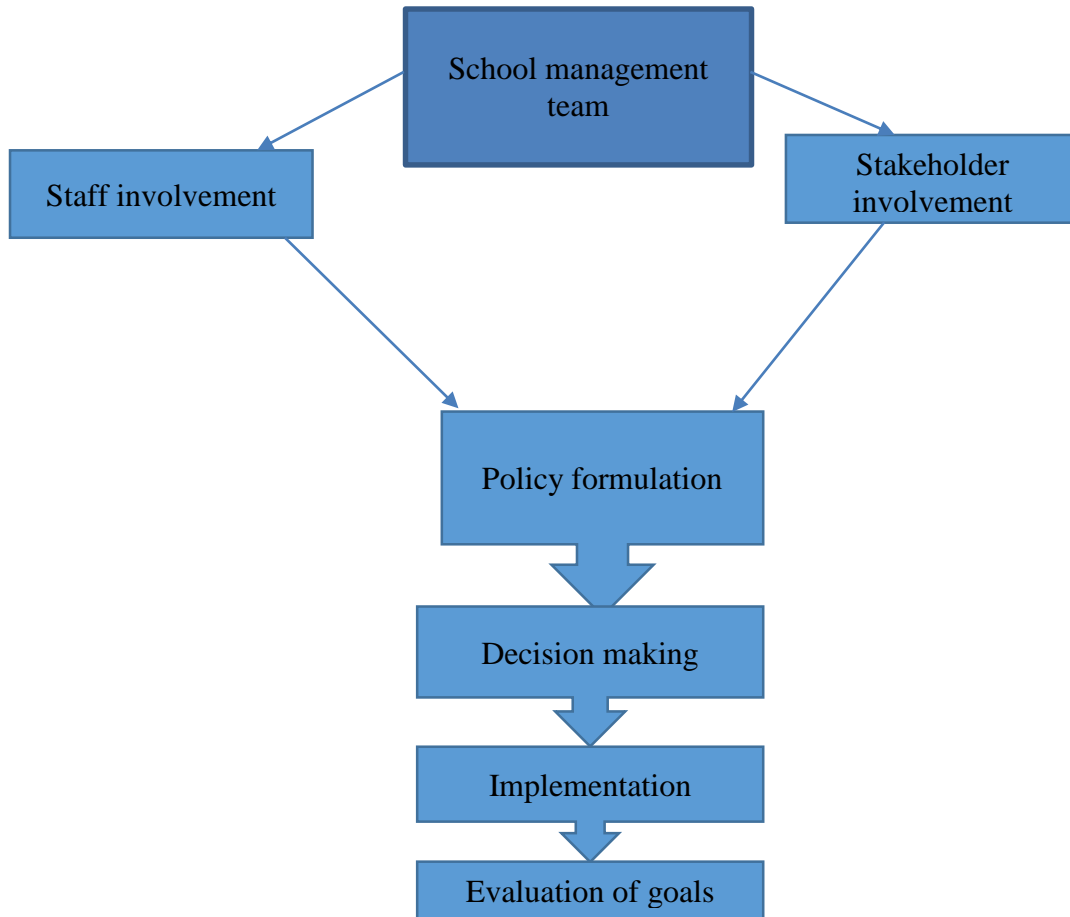 School management
team
Staff involvement
Stakeholder
involvement
Policy formulation
Decision making
Implementation
Evaluation of goals